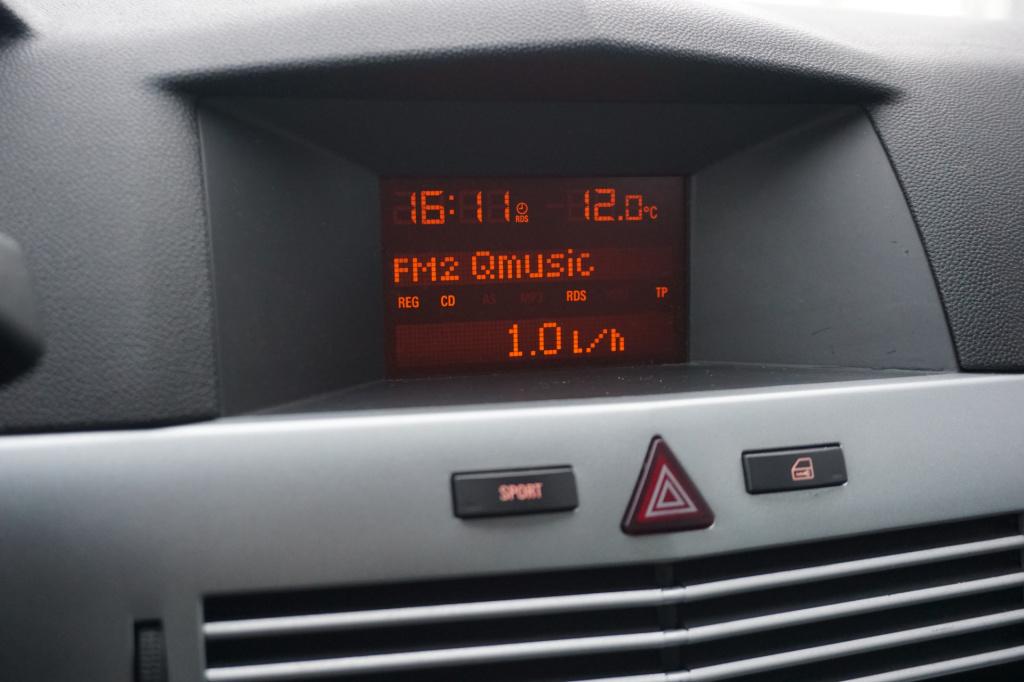 16:11 RDS 12.0°C
FM2 Qmusic
REG CD AS MP3 RDS TP
1.0 L/h
SPORT